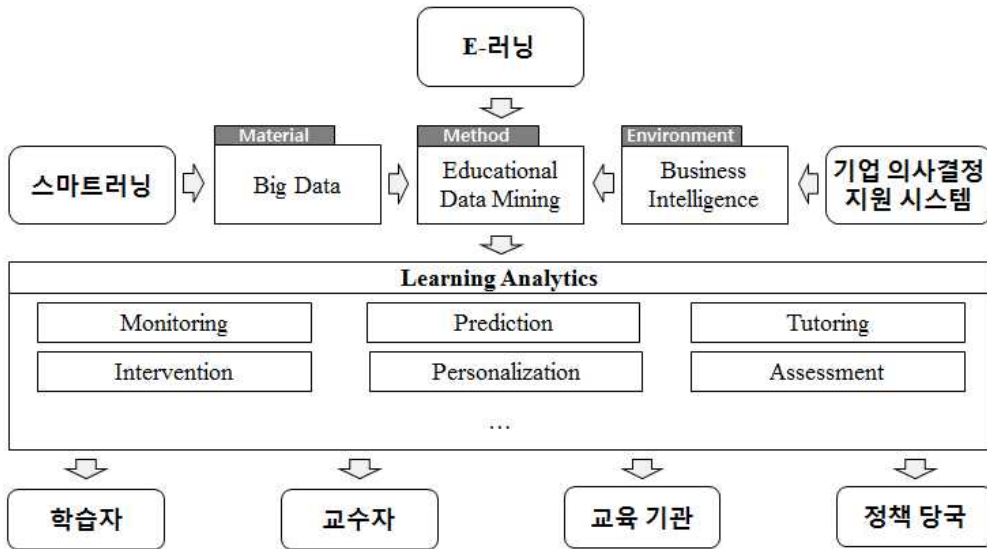 E-러닝
Material
Method
Environment
스마트러닝
Big Data
Educational
Data Mining
Business
Intelligence
기업 의사결정
지원 시스템
Learning Analytics
Monitoring
Prediction
Tutoring
Intervention
Personalization
Assessment
…
학습자
교수자
교육 기관
정책 당국